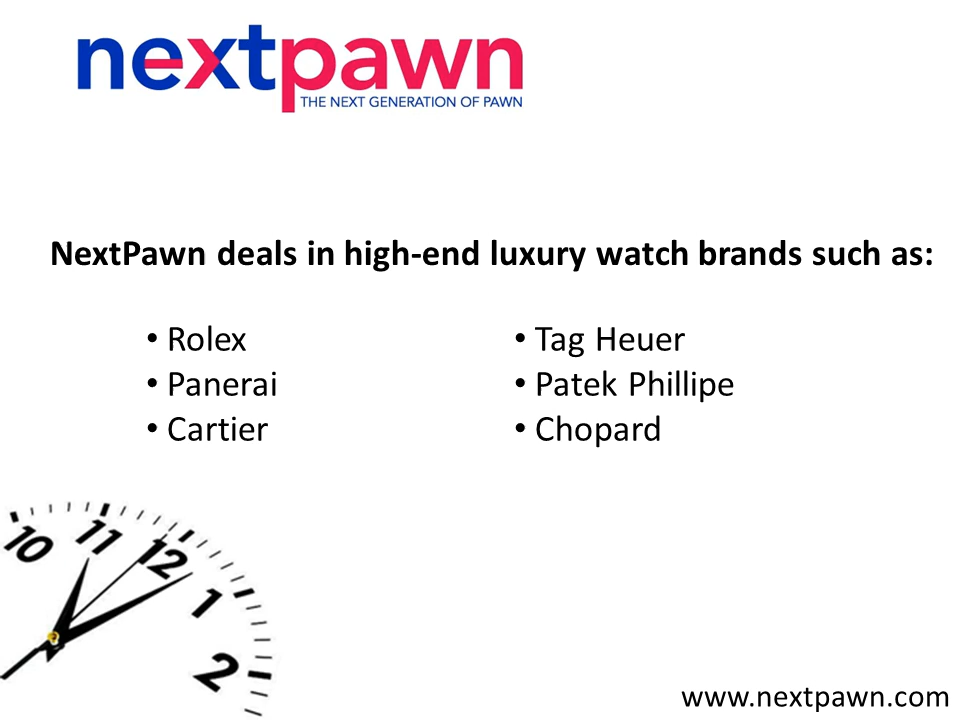 nextpawn
THE NEXT GENERATION OF PAWN
NextPawn deals in high-end luxury watch brands such as:
• Rolex
• Panerai
• Cartier
• Tag Heuer
• Patek Phillipe
• Chopard
10
11
12
1
2
www.nextpawn.com